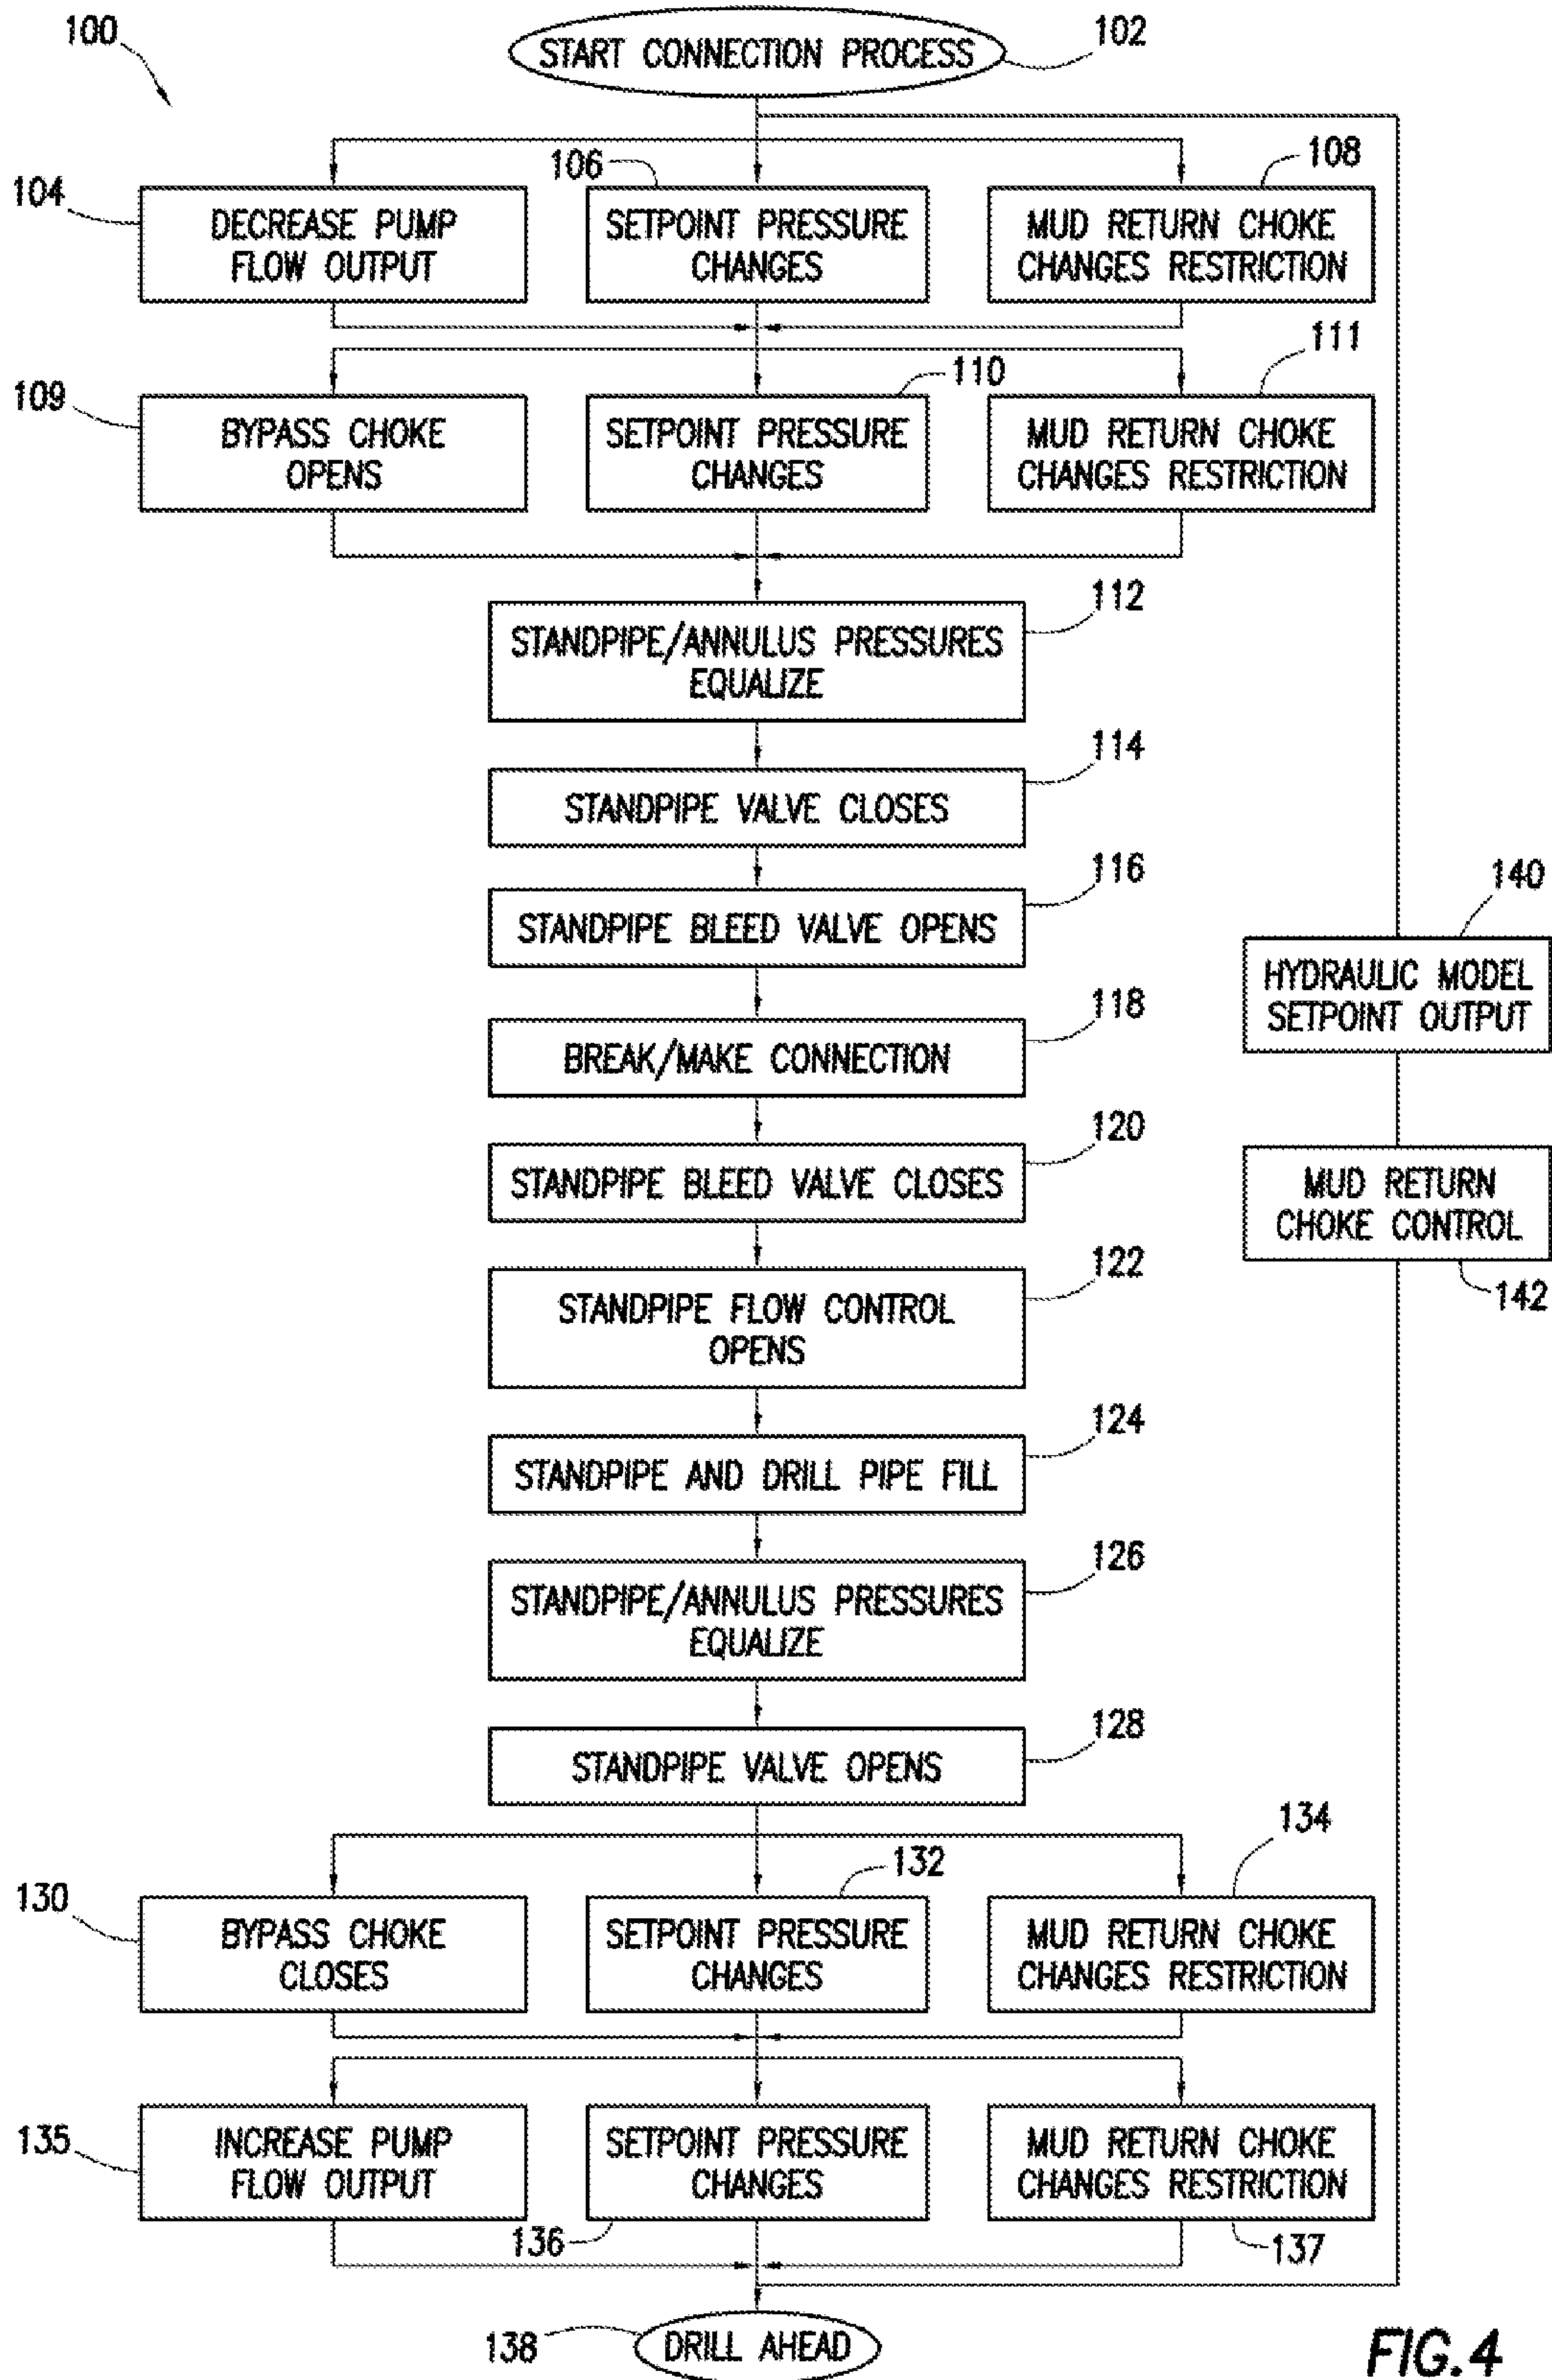 100
START CONNECTION PROCESS
102
104
DECREASE PUMP
FLOW OUTPUT
106
SETPOINT PRESSURE
CHANGES
108
MUD RETURN CHOKE
CHANGES RESTRICTION
109
BYPASS CHOKE
OPENS
110
SETPOINT PRESSURE
CHANGES
111
MUD RETURN CHOKE
CHANGES RESTRICTION
112
STANDPIPE/ANNULUS PRESSURES
EQUALIZE
114
STANDPIPE VALVE CLOSES
116
STANDPIPE BLEED VALVE OPENS
118
BREAK/MAKE CONNECTION
140
HYDRAULIC MODEL
SETPOINT OUTPUT
120
STANDPIPE BLEED VALVE CLOSES
MUD RETURN
CHOKE CONTROL
142
122
STANDPIPE FLOW CONTROL
OPENS
124
STANDPIPE AND DRILL PIPE FILL
126
STANDPIPE/ANNULUS PRESSURES
EQUALIZE
128
STANDPIPE VALVE OPENS
130
BYPASS CHOKE
CLOSES
132
SETPOINT PRESSURE
CHANGES
134
MUD RETURN CHOKE
CHANGES RESTRICTION
135
INCREASE PUMP
FLOW OUTPUT
SETPOINT PRESSURE
CHANGES
136
MUD RETURN CHOKE
CHANGES RESTRICTION
137
138
DRILL AHEAD
FIG.4